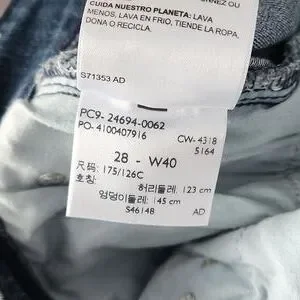 CUIDA NUESTRO PLANETA: LAVA
MENOS, LAVA EN FRIO, TIENDE LA ROPA,
DONA O RECICLA.
S71353 AD
PC9- 24694-0062
PO- 4100407916
CW- 4318
5164
28 - W40
尺码: 175/126C
호칭:
허리둘레: 123 cm
엉덩이둘레: 145 cm
S4614B
AD